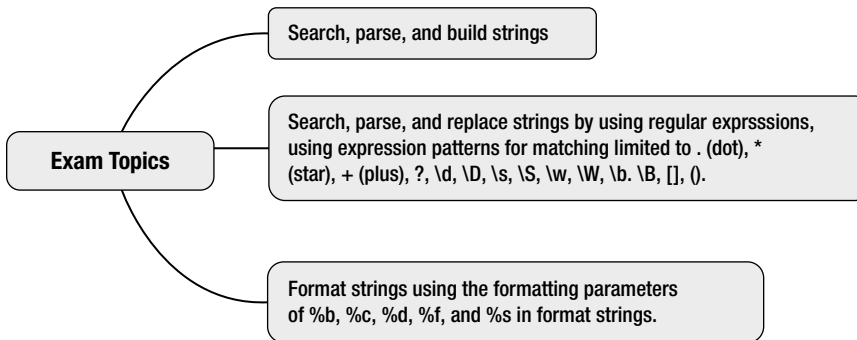 Search, parse, and build strings
Exam Topics
Search, parse, and replace strings by using regular exprsssions,
using expression patterns for matching limited to . (dot), *
(star), + (plus), ?, \d, \D, \s, \S, \w, \W, \b. \B, [], ().
Format strings using the formatting parameters
of %b, %c, %d, %f, and %s in format strings.